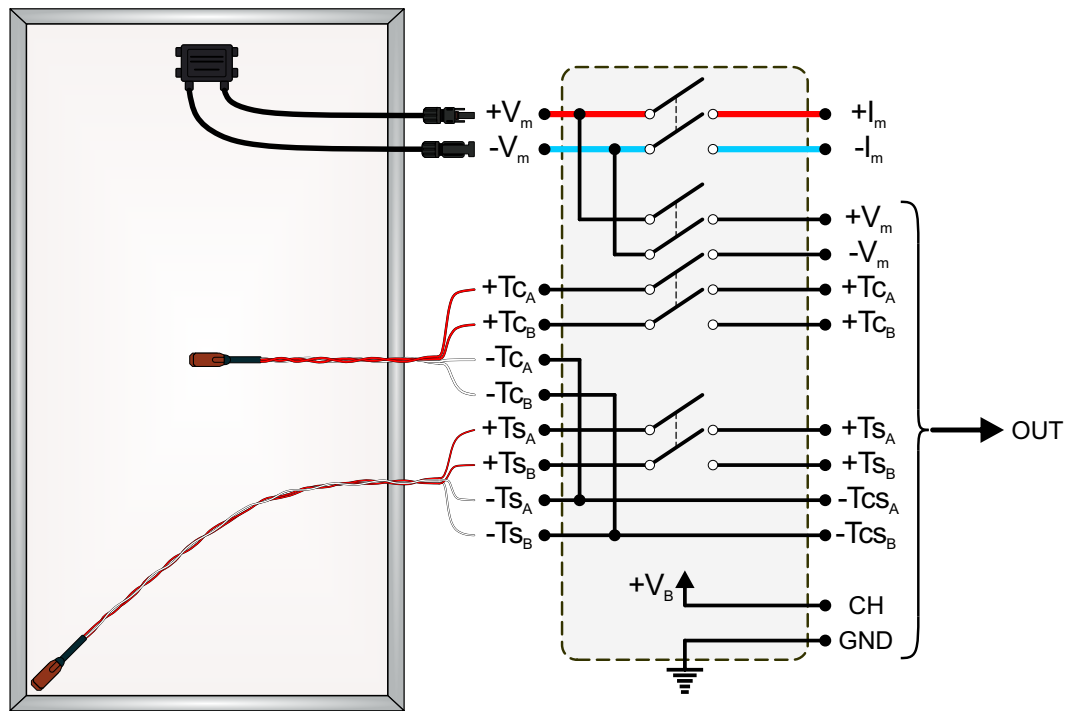 +Vm
-Vm
+TcA
+TcB
-TcA
-TcB
+TsA
+TsB
-TsA
-TsB
+VB
+Im
-Im
+Vm
-Vm
+TcA
+TcB
+TsA
+TsB
-TcsA
-TcsB
CH
GND
OUT